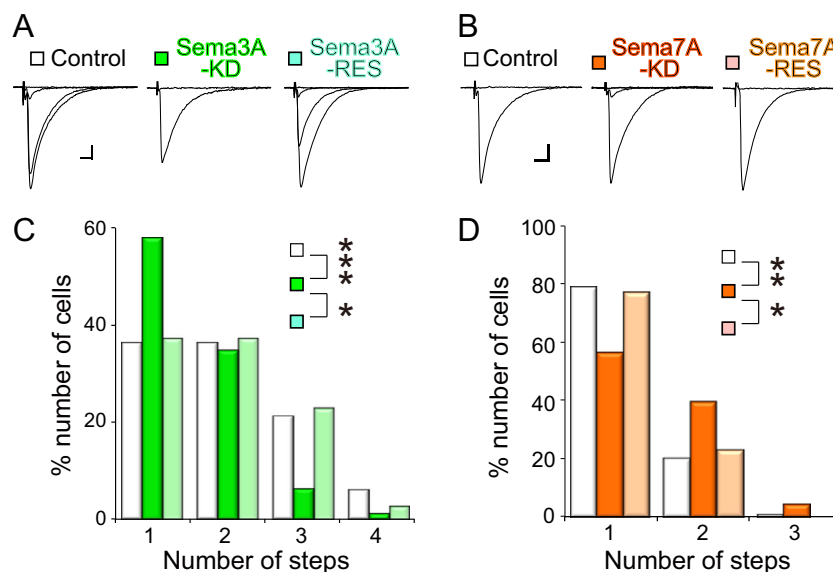 A
Control
Sema3A
-KD
Sema3A
-RES
B
Control
Sema7A
-KD
Sema7A
-RES
C
60
40
20
0
% number of cells
1 2 3 4
Number of steps
***
*
D
100
80
60
40
20
0
% number of cells
1 2 3
Number of steps
**
*